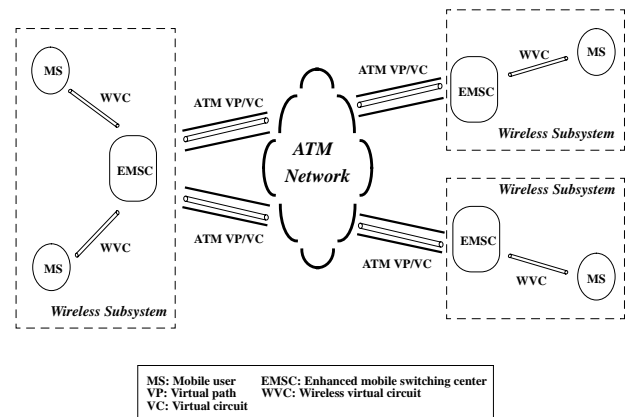 MS
WVC
EMSC
WVC
MS
Wireless Subsystem
ATM VP/VC
ATM VP/VC
ATM
Network
ATM VP/VC
ATM VP/VC
WVC
MS
EMSC
Wireless Subsystem
Wireless Subsystem
EMSC
WVC
MS
MS: Mobile user EMSC: Enhanced mobile switching center
VP: Virtual path WVC: Wireless virtual circuit
VC: Virtual circuit